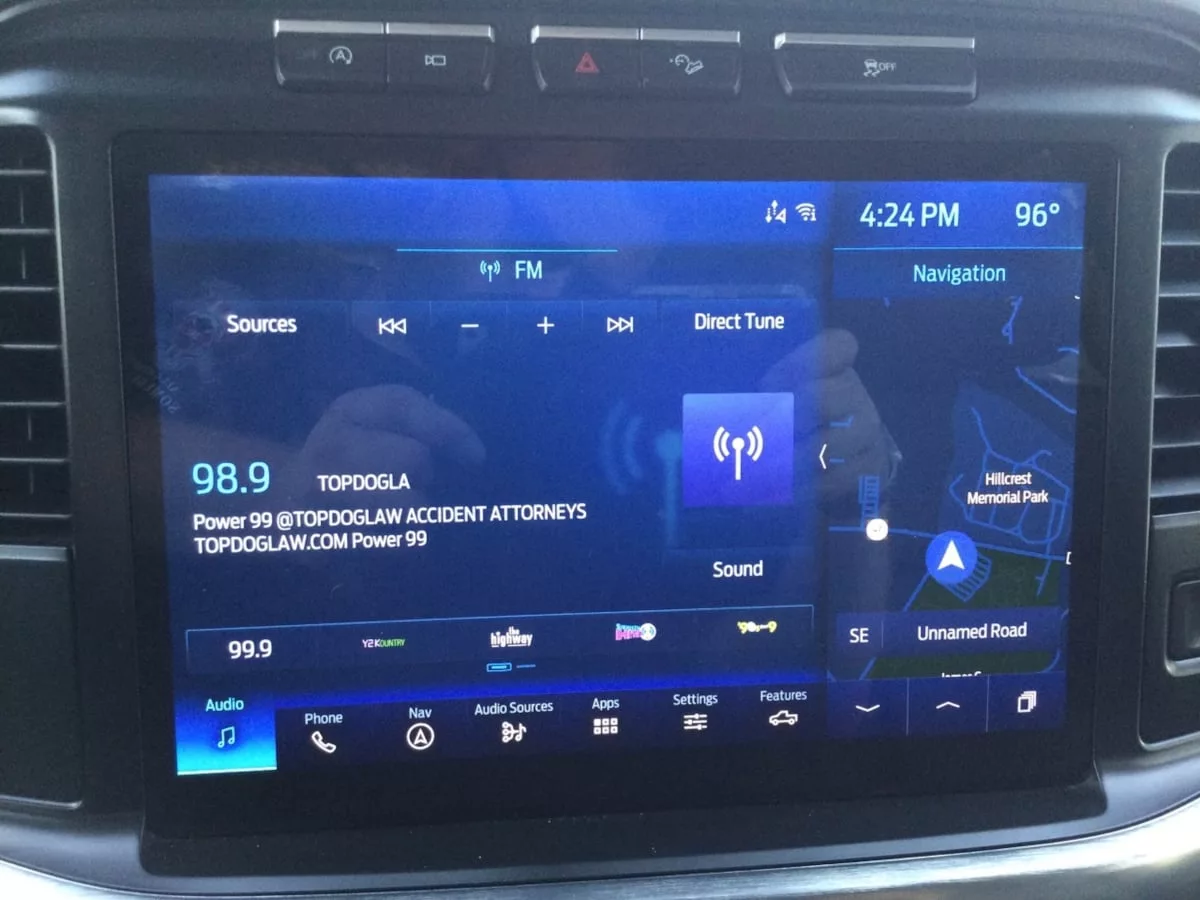 OFF
4:24 PM
96°
FM
Navigation
Sources
Direct Tune
98.9
TOPDOGLA
Power 99 @TOPDOGLAW ACCIDENT ATTORNEYS
TOPDOGLAW.COM Power 99
Sound
Hillcrest
Memorial Park
SE
Unnamed Road
99.9
Y2KOUNTRY
the
highway
Audio
Phone
Nav
Audio Sources
Apps
Settings
Features